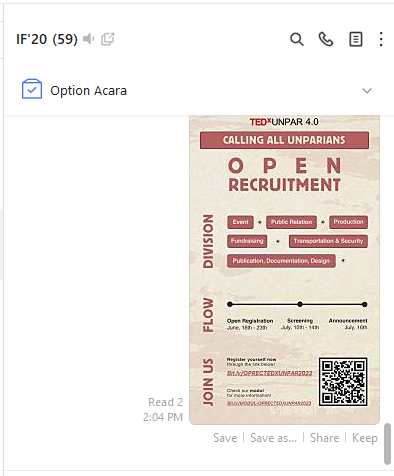 IF'20 (59)
Option Acara
TEDxUNPAR 4.0
CALLING ALL UNPARIANS
OPEN
RECRUITMENT
DIVISION
Event * Public Relation * Production
Fundraising * Transportation & Security
Publication, Documentation, Design *
FLOW
Open Registration Screening Announcement
June, 16th - 23th July, 10th - 14th July, 16th
JOIN US
Register yourself now
through the link below!
Bit.ly/OPRECTEDXUNPAR2023
Check our modul
for more information!
Bit.ly/MODUL-OPRECTEDXUNPAR2023
Read 2
2:04 PM
Save | Save as... | Share | Keep